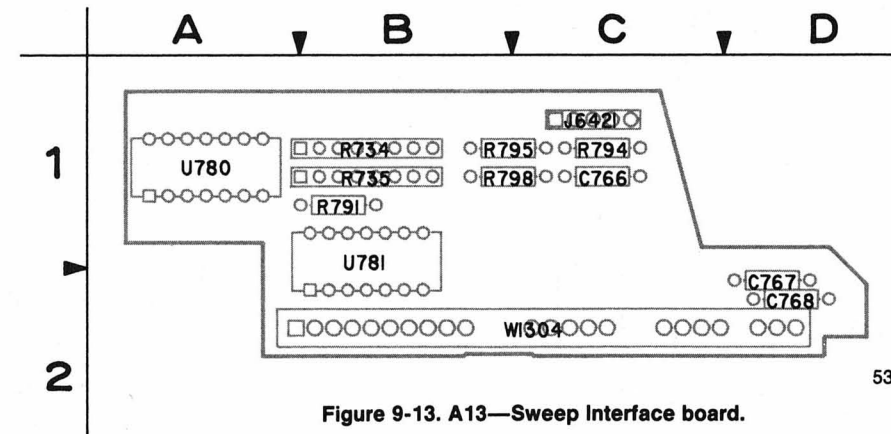 A B C D
J6421
1
R734 R795 R794
U780
R735 R798 C766
R791
U781
C767
C768
W1304
2
53
Figure 9-13. A13—Sweep Interface board.